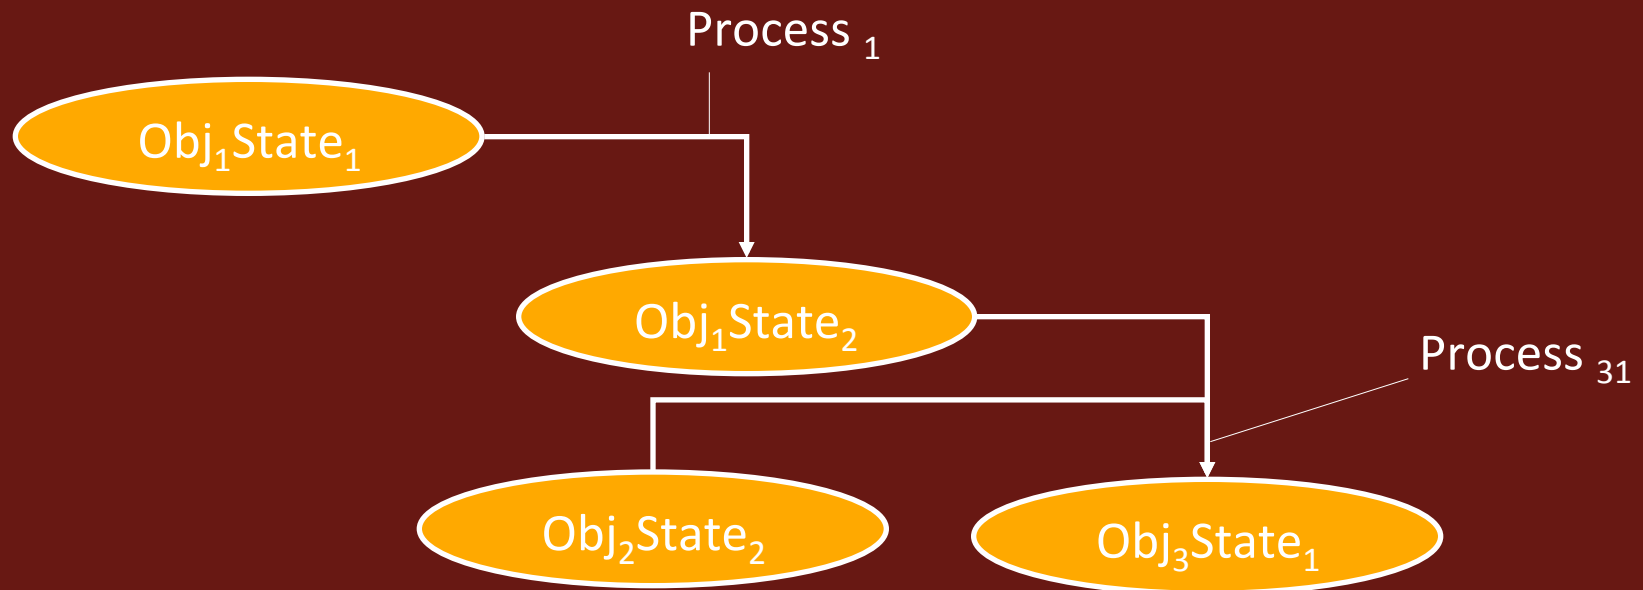 Process ₁
Obj₁State₁
Obj₁State₂
Process ₃₁
Obj₂State₂
Obj₃State₁